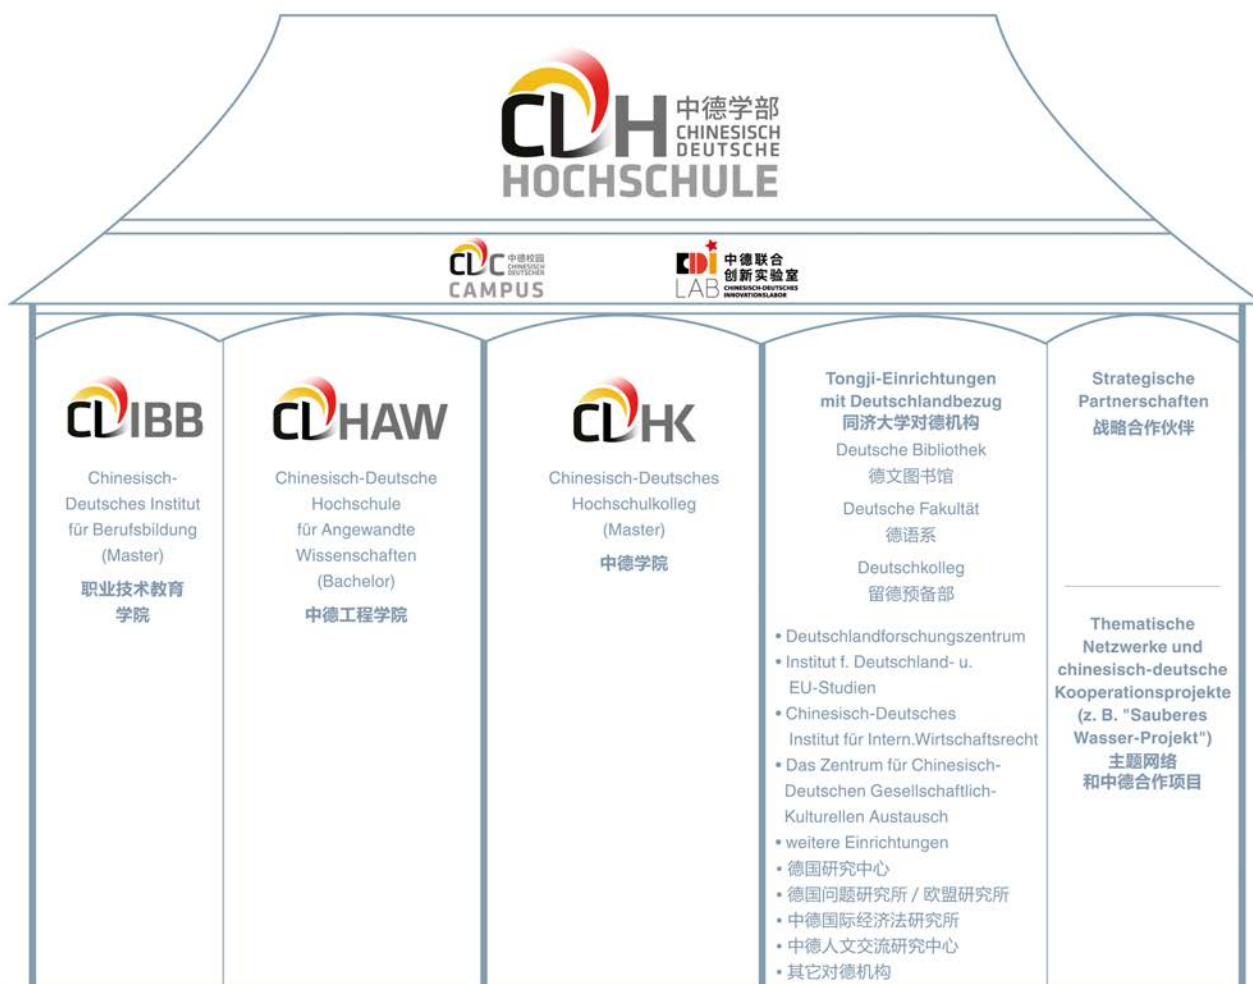 CDH 中德学部
CHINESISCH
DEUTSCHE
HOCHSCHULE
CDC 中德校园
CHINESISCH
DEUTSCHER
CAMPUS
CDI 中德联合
创新实验室
LAB CHINESISCH-DEUTSCHES
INNOVATIONSLABOR
CDIBB
Chinesisch-
Deutsches Institut
für Berufsbildung
(Master)
职业技术教育
学院
CDHAW
Chinesisch-Deutsche
Hochschule
für Angewandte
Wissenschaften
(Bachelor)
中德工程学院
CDHK
Chinesisch-Deutsches
Hochschulkolleg
(Master)
中德学院
Tongji-Einrichtungen
mit Deutschlandbezug
同济大学对德机构
Deutsche Bibliothek
德文图书馆
Deutsche Fakultät
德语系
Deutschkolleg
留德预备部
• Deutschlandforschungszentrum
• Institut f. Deutschland- u.
EU-Studien
• Chinesisch-Deutsches
Institut für Intern.Wirtschaftsrecht
• Das Zentrum für Chinesisch-
Deutschen Gesellschaftlich-
Kulturellen Austausch
• weitere Einrichtungen
• 德国研究中心
• 德国问题研究所 / 欧盟研究所
• 中德国际经济法研究所
• 中德人文交流研究中心
• 其它对德机构
Strategische
Partnerschaften
战略合作伙伴
Thematische
Netzwerke und
chinesisch-deutsche
Kooperationsprojekte
(z. B. "Sauberes
Wasser-Projekt")
主题网络
和中德合作项目